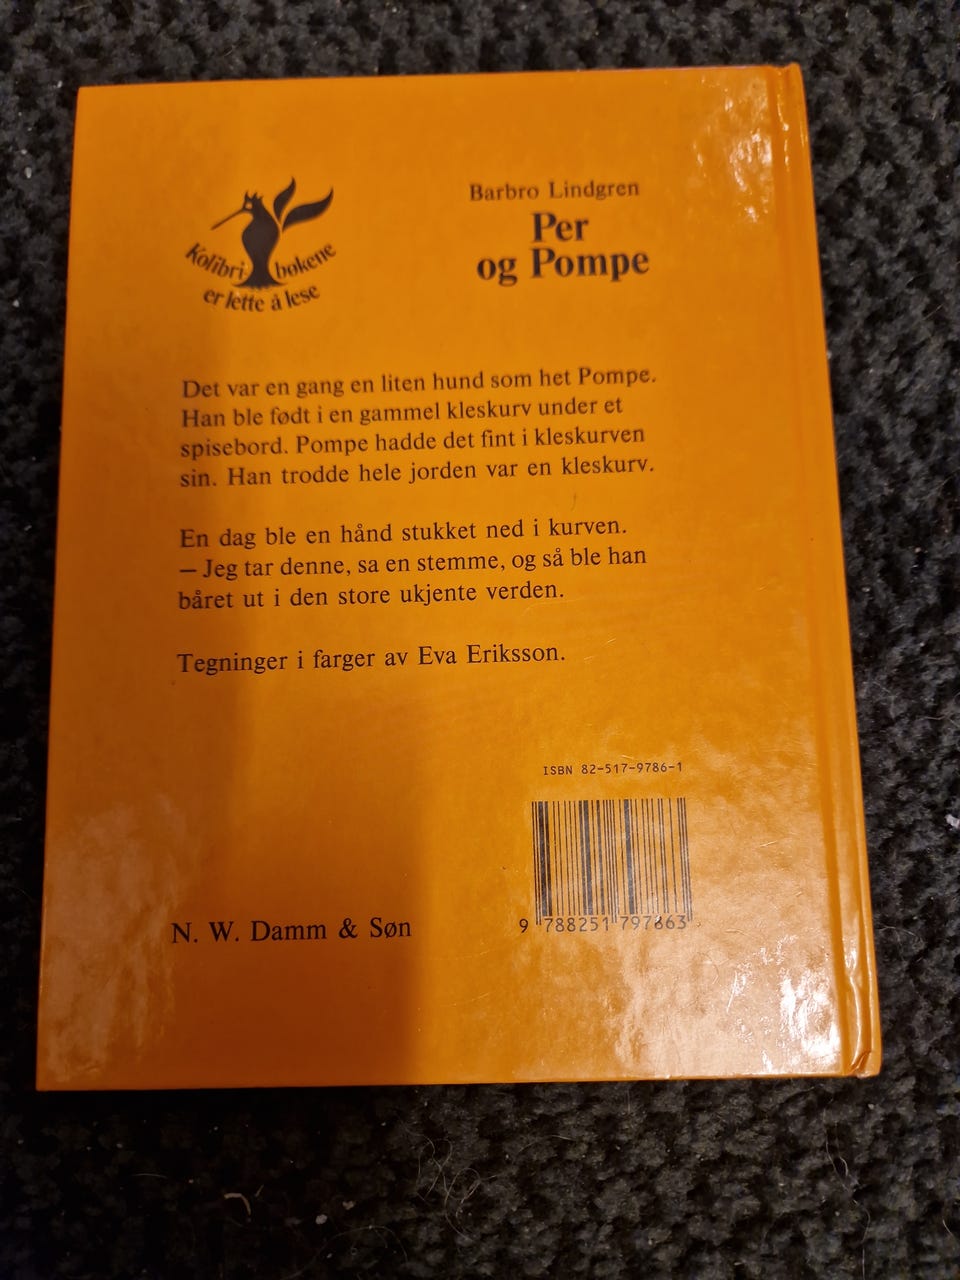 Kolibri bøkene
er lette å lese
Barbro Lindgren
Per
og Pompe
Det var en gang en liten hund som het Pompe.
Han ble født i en gammel kleskurv under et
spisebord. Pompe hadde det fint i kleskurven
sin. Han trodde hele jorden var en kleskurv.
En dag ble en hånd stukket ned i kurven.
— Jeg tar denne, sa en stemme, og så ble han
båret ut i den store ukjente verden.
Tegninger i farger av Eva Eriksson.
ISBN 82-517-9786-1
9 788251 797863
N. W. Damm & Søn